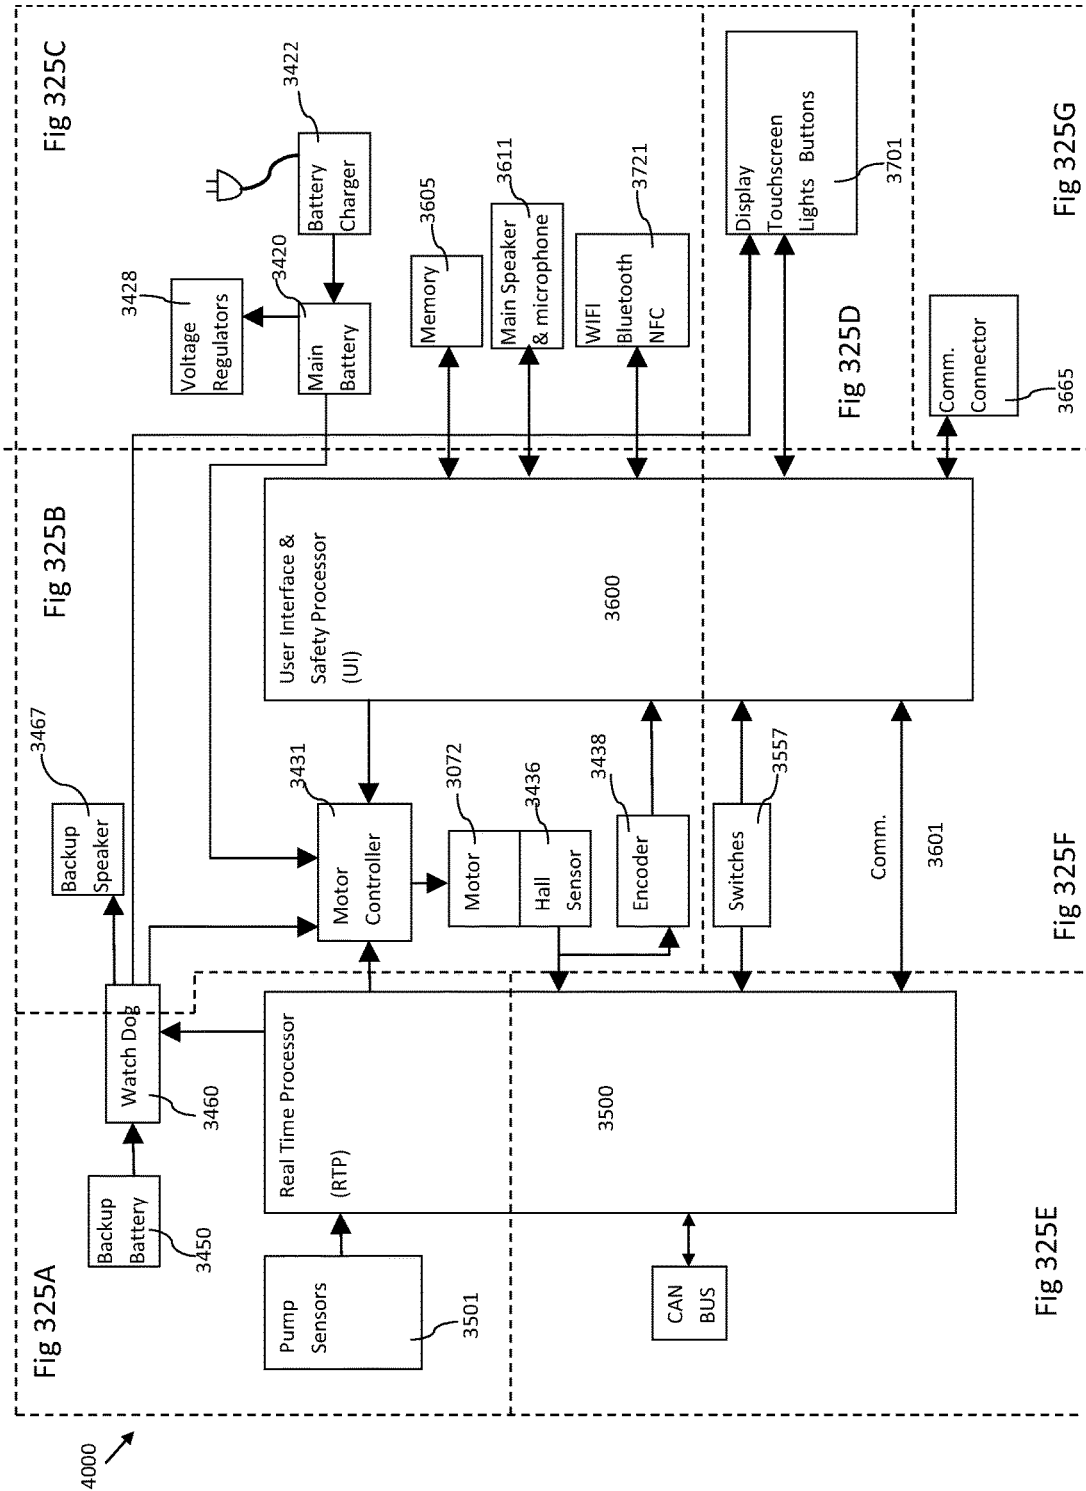 4000
Fig 325A
Backup
Battery
3450
Watch Dog
3460
Pump
Sensors
3501
Real Time Processor
(RTP)
3500
CAN
BUS
Fig 325E
Fig 325B
Backup
Speaker
3467
Motor
Controller
3431
Motor
3072
Hall
Sensor
3436
Encoder
3438
Switches
3557
Comm.
3601
Fig 325F
User Interface &
Safety Processor
(UI)
3600
Fig 325C
Voltage
Regulators
3428
Main
Battery
3420
Battery
Charger
3422
Memory
3605
Main Speaker
& microphone
3611
WIFI
Bluetooth
NFC
3721
Fig 325D
Display
Touchscreen
Lights Buttons
3701
Comm.
Connector
3665
Fig 325G